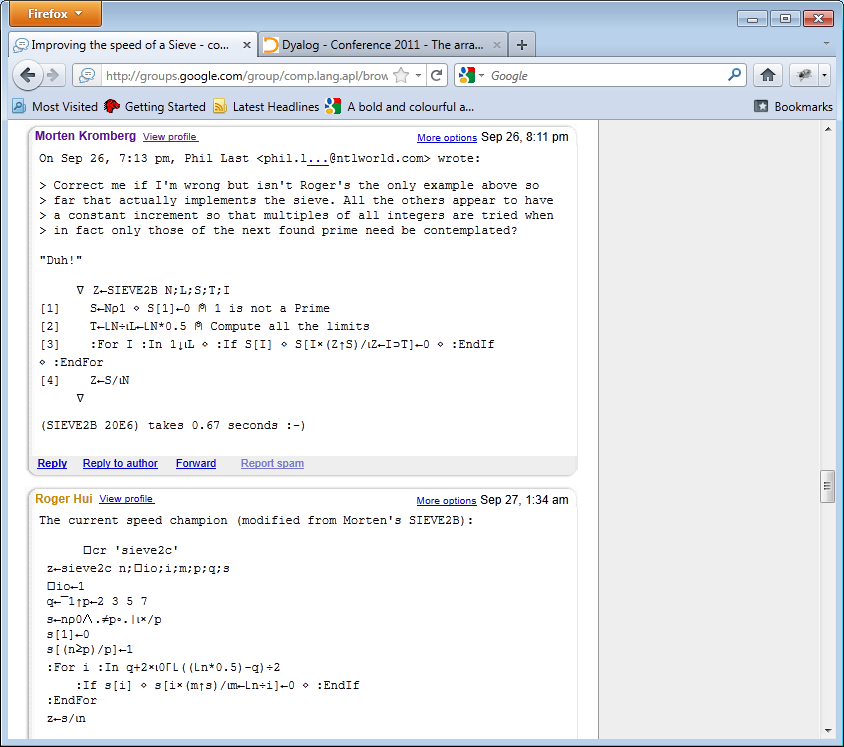 Firefox
Improving the speed of a Sieve - co...
Dyalog - Conference 2011 - The arra...
http://groups.google.com/group/comp.lang.apl/brow
Google
Most Visited
Getting Started
Latest Headlines
A bold and colourful a...
Bookmarks
Morten Kromberg View profile
More options Sep 26, 8:11 pm
On Sep 26, 7:13 pm, Phil Last <phil.l...@ntlworld.com> wrote:
> Correct me if I'm wrong but isn't Roger's the only example above so
> far that actually implements the sieve. All the others appear to have
> a constant increment so that multiples of all integers are tried when
> in fact only those of the next found prime need be contemplated?
"Duh!"
∇ Z←SIEVE2B N;L;S;T;I
[1] S←N⍴1 ⋄ S[1]←0 ⍝ 1 is not a Prime
[2] T←⌊N÷⍳L←⌊N*0.5 ⍝ Compute all the limits
[3] :For I :In 1↓⍳L ⋄ :If S[I] ⋄ S[I×(Z↑S)/⍳Z←I⊃T]←0 ⋄ :EndIf
⋄ :EndFor
[4] Z←S/⍳N
∇
(SIEVE2B 20E6) takes 0.67 seconds :-)
Reply Reply to author Forward Report spam
Roger Hui View profile
More options Sep 27, 1:34 am
The current speed champion (modified from Morten's SIEVE2B):
⎕cr 'sieve2c'
z←sieve2c n;⎕io;i;m;p;q;s
⎕io←1
q←¯1↑p←2 3 5 7
s←n⍴0∧.≠p∘.|⍳×/p
s[1]←0
s[(n≥p)/p]←1
:For i :In q+2×⍳0⌈⌊((⌊n*0.5)-q)÷2
:If s[i] ⋄ s[i×(m↑s)/⍳m←⌊n÷i]←0 ⋄ :EndIf
:EndFor
z←s/⍳n